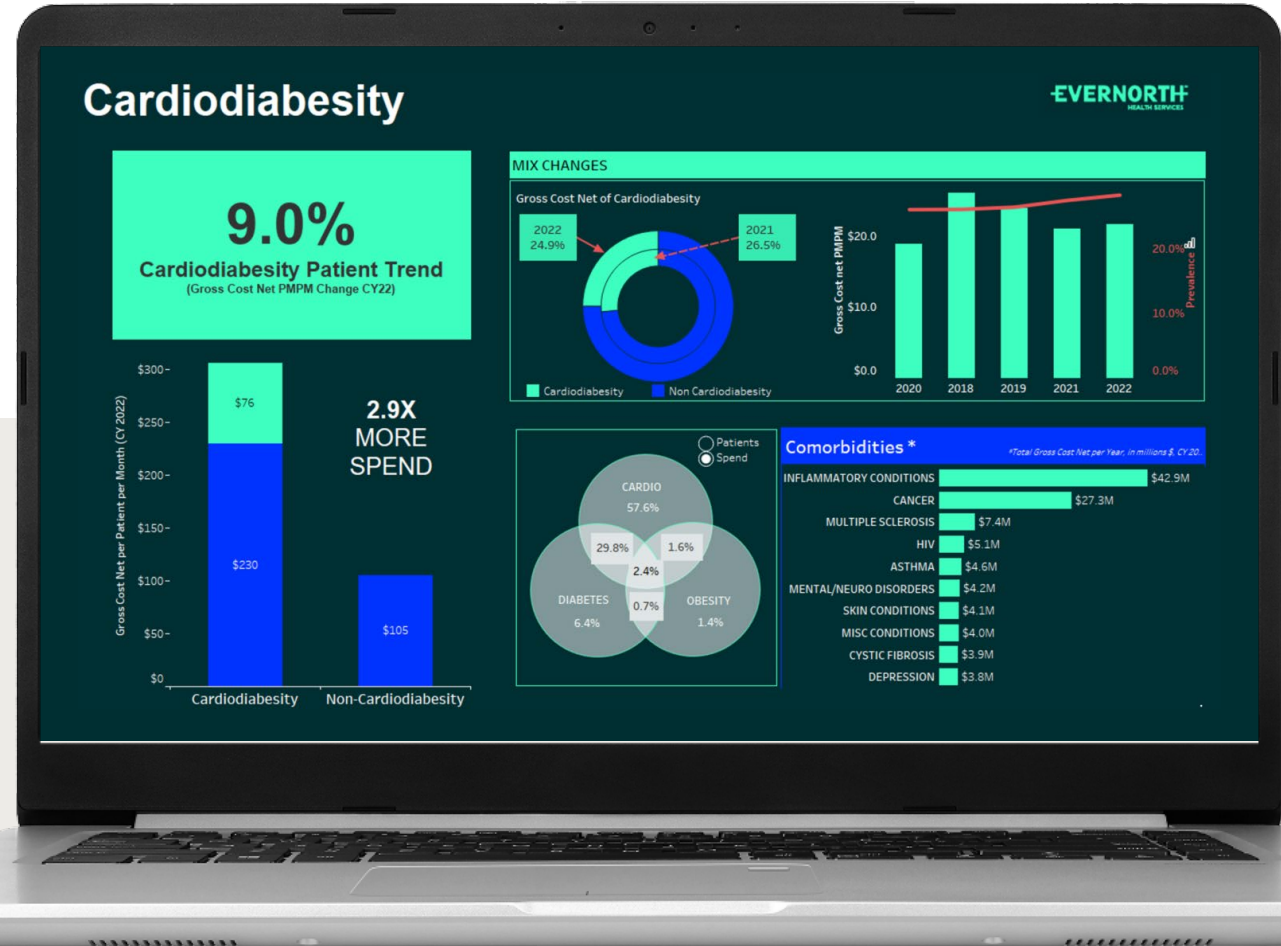 Cardiodiabesity
EVERNORTH
HEALTH SERVICES
9.0%
Cardiodiabesity Patient Trend
(Gross Cost Net PMPM Change CY22)
MIX CHANGES
Gross Cost Net of Cardiodiabesity
2022
24.9%
2021
26.5%
Cardiodiabesity
Non Cardiodiabesity
Gross Cost net PMPM
$20.0
$10.0
$0.0
2020
2018
2019
2021
2022
20.0%
10.0%
0.0%
Prevalence
Gross Cost Net per Patient per Month (CY 2022)
$300
$250
$200
$150
$100
$50
$0
$76
$230
$105
2.9X
MORE
SPEND
Cardiodiabesity
Non-Cardiodiabesity
Patients
Spend
CARDIO
57.6%
29.8%
1.6%
2.4%
DIABETES
6.4%
0.7%
OBESITY
1.4%
Comorbidities *
*Total Gross Cost Net per Year, in millions $, CY 20..
INFLAMMATORY CONDITIONS $42.9M
CANCER $27.3M
MULTIPLE SCLEROSIS $7.4M
HIV $5.1M
ASTHMA $4.6M
MENTAL/NEURO DISORDERS $4.2M
SKIN CONDITIONS $4.1M
MISC CONDITIONS $4.0M
CYSTIC FIBROSIS $3.9M
DEPRESSION $3.8M